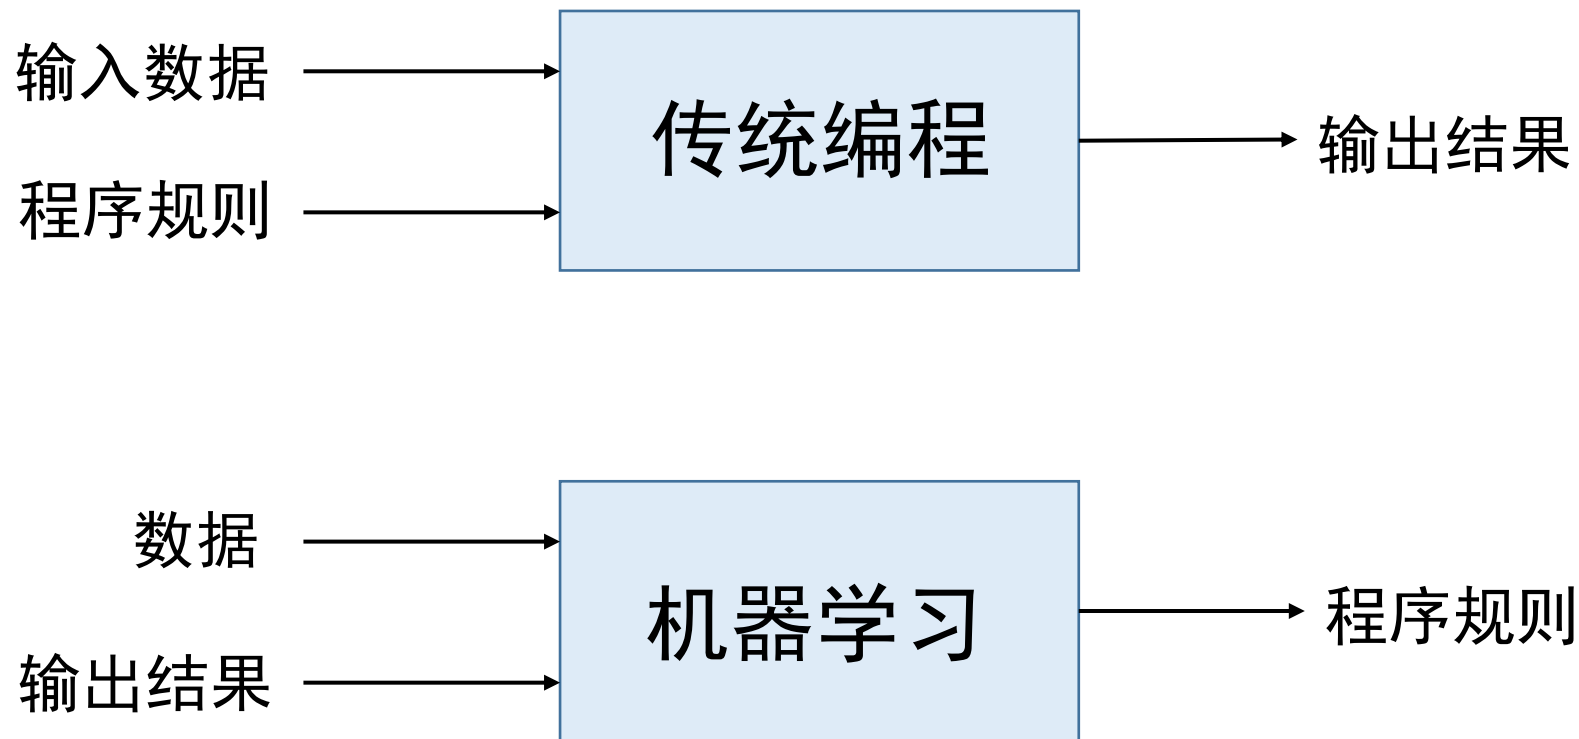 输入数据
程序规则
传统编程
输出结果
数据
输出结果
机器学习
程序规则